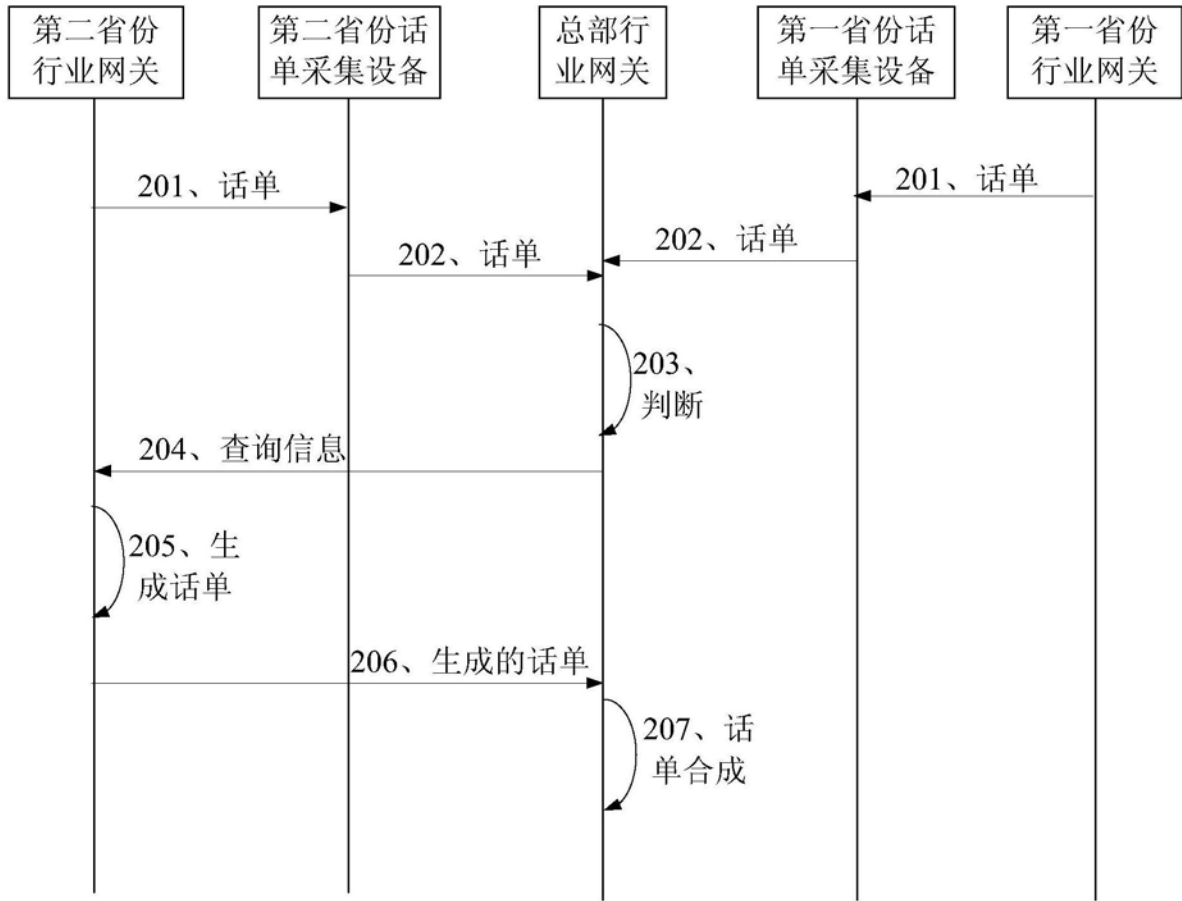 第二省份
行业网关
第二省份话
单采集设备
总部行
业网关
第一省份话
单采集设备
第一省份
行业网关
201、话单
201、话单
202、话单
202、话单
203、
判断
204、查询信息
205、生
成话单
206、生成的话单
207、话
单合成